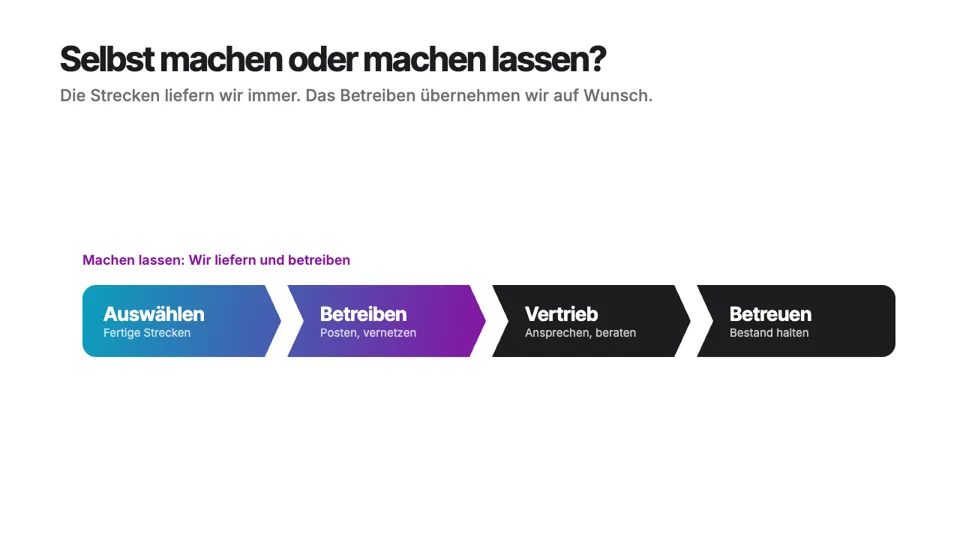 Selbst machen oder machen lassen?
Die Strecken liefern wir immer. Das Betreiben übernehmen wir auf Wunsch.
Machen lassen: Wir liefern und betreiben
Auswählen
Fertige Strecken
Betreiben
Posten, vernetzen
Vertrieb
Ansprechen, beraten
Betreuen
Bestand halten